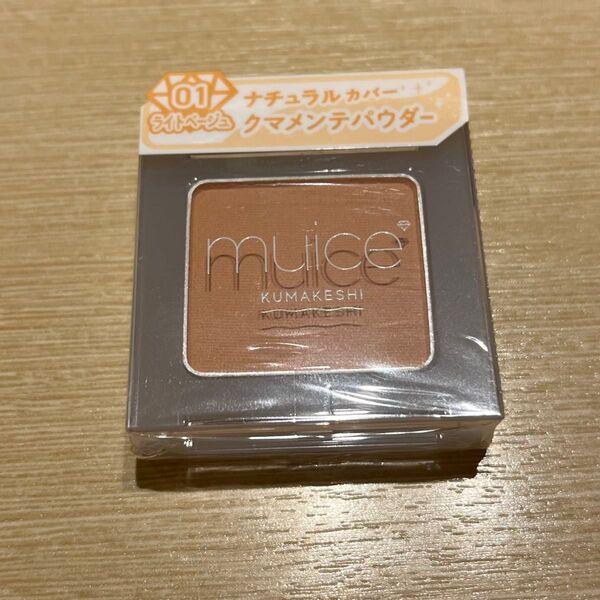 01
ライトベージュ
ナチュラルカバー
クマメンテパウダー
muice
KUMAKESHI